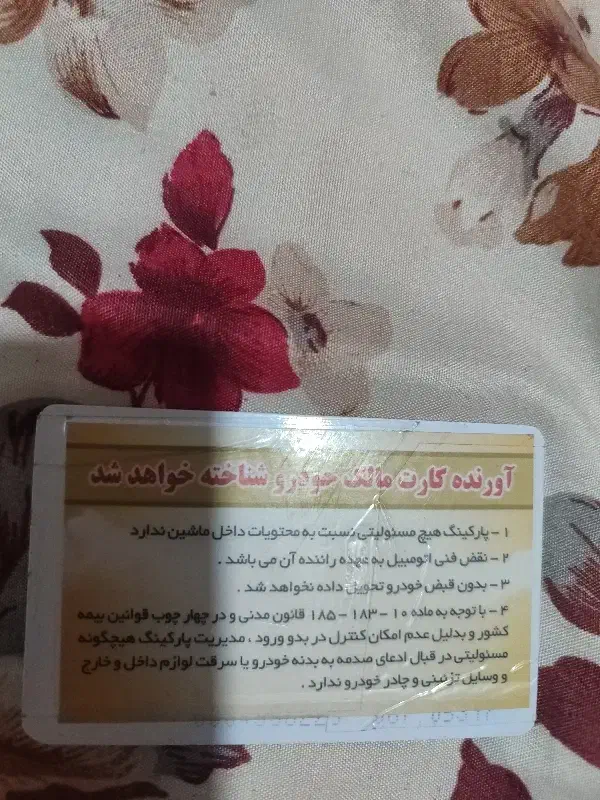 آورنده کارت مالک خودرو شناخته خواهد شد
۱ - پارکینگ هیچ مسئولیتی نسبت به محتویات داخل ماشین ندارد
۲ - نقض فنی اتومبیل به عهده راننده آن می باشد .
۳ - بدون قبض خودرو تحویل داده نخواهد شد .
۴ - با توجه به ماده ۱۰ - ۱۸۳ - ۱۸۵ قانون مدنی و در چهار چوب قوانین بیمه
کشور و بدلیل عدم امکان کنترل در بدو ورود ، مدیریت پارکینگ هیچگونه
مسئولیتی در قبال ادعای صدمه به بدنه خودرو یا سرقت لوازم داخل و خارج
و وسایل تزئینی و چادر خودرو ندارد .